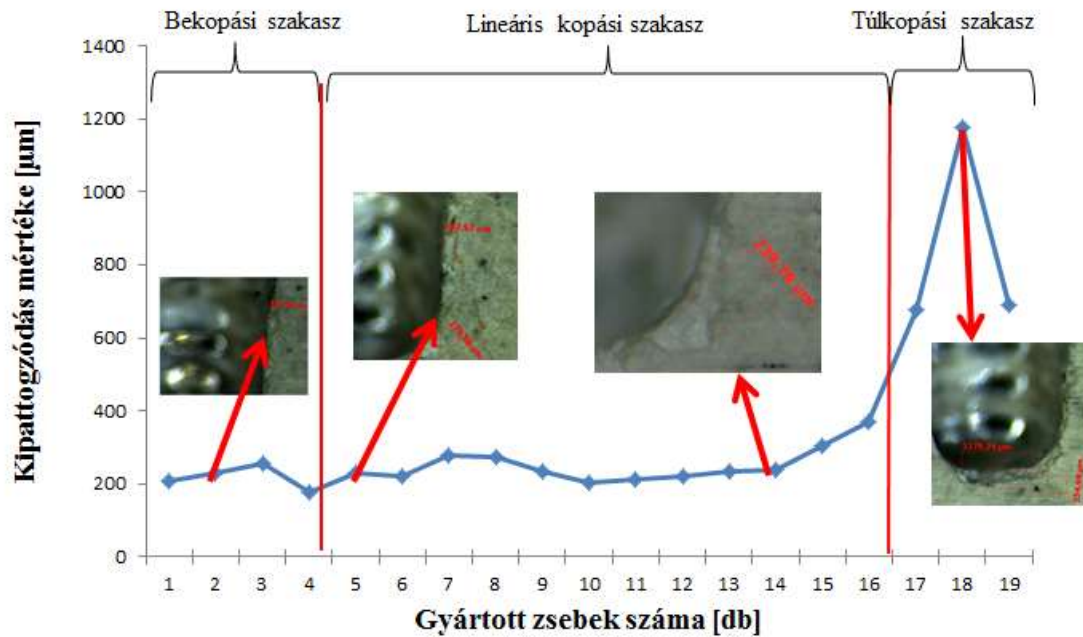 Bekopási szakasz
Lineáris kopási szakasz
Túlkopási szakasz
Kipattogzódás mértéke [µm]
1400
1200
1000
800
600
400
200
0
1 2 3 4 5 6 7 8 9 10 11 12 13 14 15 16 17 18 19
Gyártott zsebek száma [db]